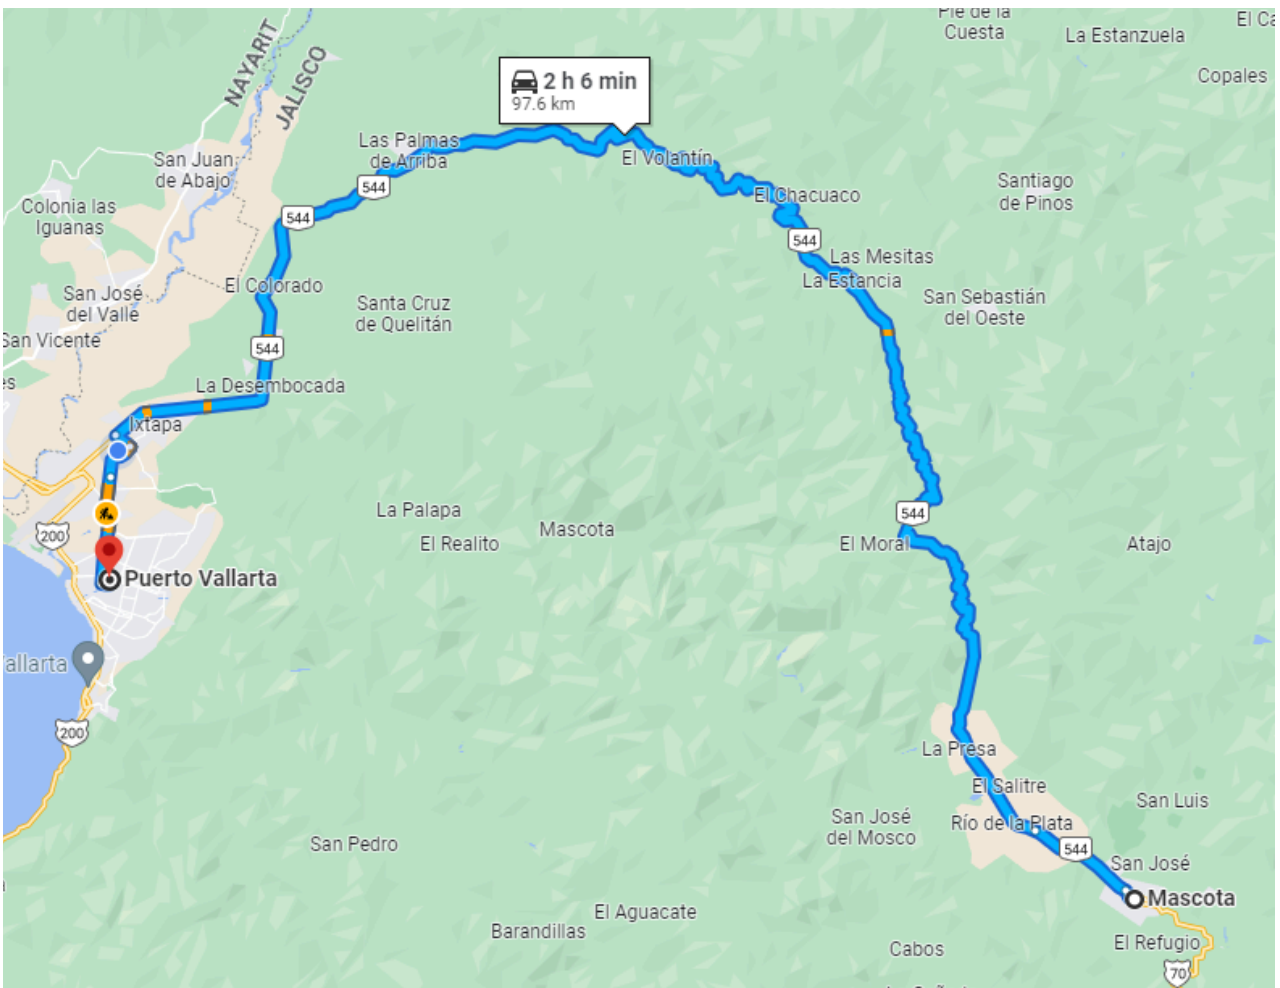 Pie de la
Cuesta
La Estanzuela
Copales
NAYARIT
JALISCO
2 h 6 min
97.6 km
Las Palmas
de Arriba
El Volantín
San Juan
de Abajo
544
El Chacuaco
Santiago
de Pinos
Colonia las
Iguanas
544
544
Las Mesitas
La Estancia
El Colorado
San José
del Valle
Santa Cruz
de Quelitán
San Sebastián
del Oeste
San Vicente
544
La Desembocada
Ixtapa
La Palapa
544
200
Mascota
El Realito
El Moral
Atajo
Puerto Vallarta
allarta
200
La Presa
El Salitre
San Luis
San José
del Mosco
Río de la Plata
San Pedro
544
San José
Mascota
El Aguacate
Barandillas
El Refugio
Cabos
70